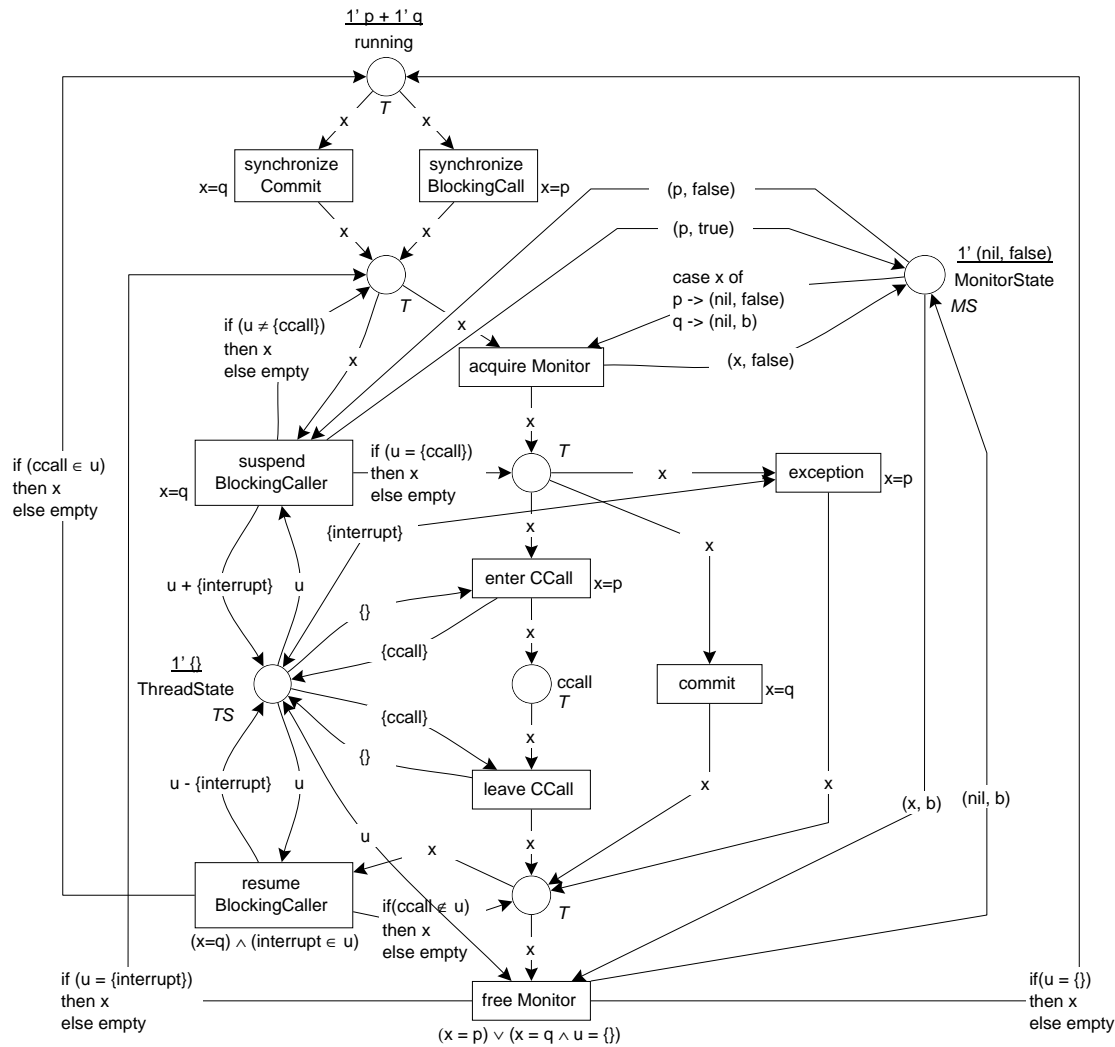 1' p + 1' q
running
T
x
x
synchronize
Commit
x=q
synchronize
BlockingCall
x=p
x
x
(p, false)
(p, true)
1' (nil, false)
MonitorState
MS
case x of
p -> (nil, false)
q -> (nil, b)
T
if (u ≠ {ccall})
then x
else empty
x
x
acquire Monitor
(x, false)
x
T
if (ccall ∈ u)
then x
else empty
suspend
BlockingCaller
x=q
if (u = {ccall})
then x
else empty
x
exception
x=p
{interrupt}
x
x
u + {interrupt}
u
{}
enter CCall
x=p
x
{ccall}
1' {}
ThreadState
TS
ccall
T
commit
x=q
{ccall}
x
{}
u - {interrupt}
u
leave CCall
x
x
(x, b)
(nil, b)
u
x
x
resume
BlockingCaller
(x=q) ∧ (interrupt ∈ u)
if(ccall ∉ u)
then x
else empty
T
x
if (u = {interrupt})
then x
else empty
free Monitor
(x = p) ∨ (x = q ∧ u = {})
if(u = {})
then x
else empty